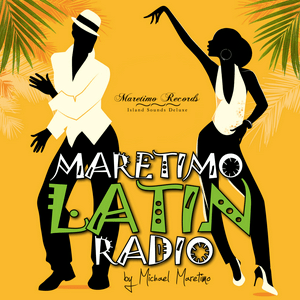 Maretimo Records
Island Sounds Deluxe
MARETIMO
LATIN
RADIO
by Michael Maretimo